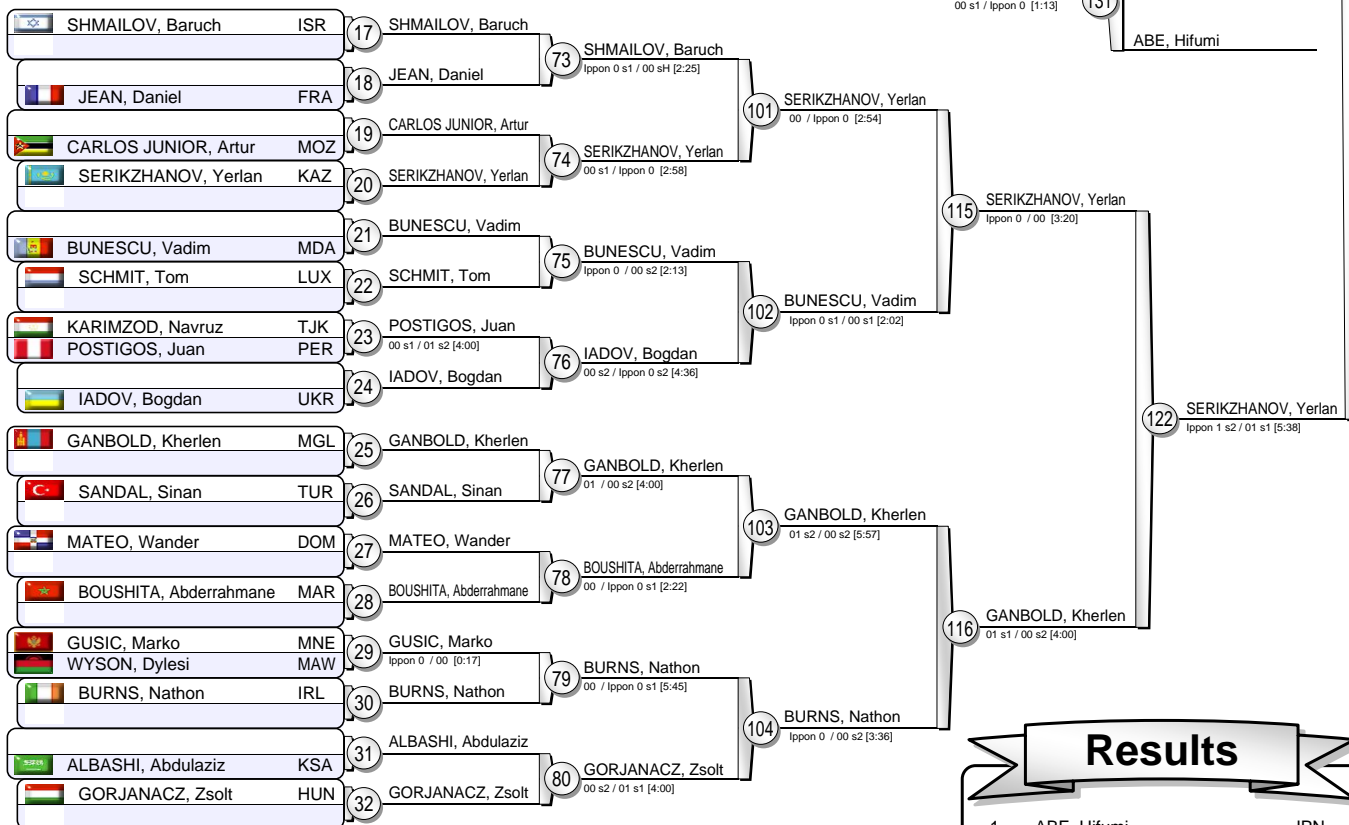 00 s1 / Ippon 0 [1:13]
131
ABE, Hifumi
SHMAILOV, Baruch ISR
JEAN, Daniel FRA
CARLOS JUNIOR, Artur MOZ
SERIKZHANOV, Yerlan KAZ
BUNESCU, Vadim MDA
SCHMIT, Tom LUX
KARIMZOD, Navruz TJK
POSTIGOS, Juan PER
IADOV, Bogdan UKR
GANBOLD, Kherlen MGL
SANDAL, Sinan TUR
MATEO, Wander DOM
BOUSHITA, Abderrahmane MAR
GUSIC, Marko MNE
WYSON, Dylesi MAW
BURNS, Nathon IRL
ALBASHI, Abdulaziz KSA
GORJANACZ, Zsolt HUN
17 SHMAILOV, Baruch
18 JEAN, Daniel
19 CARLOS JUNIOR, Artur
20 SERIKZHANOV, Yerlan
21 BUNESCU, Vadim
22 SCHMIT, Tom
23 POSTIGOS, Juan
00 s1 / 01 s2 [4:00]
24 IADOV, Bogdan
25 GANBOLD, Kherlen
26 SANDAL, Sinan
27 MATEO, Wander
28 BOUSHITA, Abderrahmane
29 GUSIC, Marko
Ippon 0 / 00 [0:17]
30 BURNS, Nathon
31 ALBASHI, Abdulaziz
32 GORJANACZ, Zsolt
73 SHMAILOV, Baruch
Ippon 0 s1 / 00 sH [2:25]
74 SERIKZHANOV, Yerlan
00 s1 / Ippon 0 [2:58]
75 BUNESCU, Vadim
Ippon 0 / 00 s2 [2:13]
76 IADOV, Bogdan
00 s2 / Ippon 0 s2 [4:36]
77 GANBOLD, Kherlen
01 / 00 s2 [4:00]
78 BOUSHITA, Abderrahmane
00 / Ippon 0 s1 [2:22]
79 BURNS, Nathon
00 / Ippon 0 s1 [5:45]
80 GORJANACZ, Zsolt
00 s2 / 01 s1 [4:00]
101 SERIKZHANOV, Yerlan
00 / Ippon 0 [2:54]
102 BUNESCU, Vadim
Ippon 0 s1 / 00 s1 [2:02]
103 GANBOLD, Kherlen
01 s2 / 00 s2 [5:57]
104 BURNS, Nathon
Ippon 0 / 00 s2 [3:36]
115 SERIKZHANOV, Yerlan
Ippon 0 / 00 [3:20]
116 GANBOLD, Kherlen
01 s1 / 00 s2 [4:00]
122 SERIKZHANOV, Yerlan
Ippon 1 s2 / 01 s1 [5:38]
Results
1 ABE, Hifumi JPN